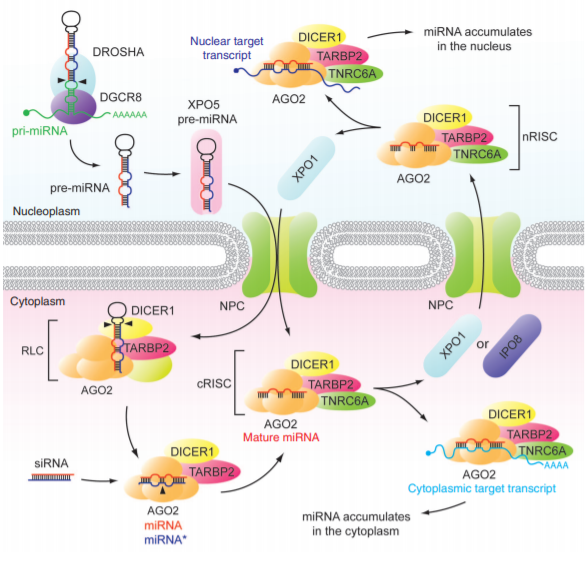 DROSHA
DGCR8
AAAAAA
pri-miRNA
pre-miRNA
XPO5
pre-miRNA
Nuclear target
transcript
DICER1
TARBP2
TNRC6A
AGO2
miRNA accumulates
in the nucleus
DICER1
TARBP2
TNRC6A
AGO2
nRISC
XPO1
Nucleoplasm
Cytoplasm
NPC
NPC
RLC
DICER1
TARBP2
AGO2
cRISC
DICER1
TARBP2
TNRC6A
AGO2
Mature miRNA
XPO1
or
IPO8
siRNA
DICER1
TARBP2
AGO2
miRNA
miRNA*
DICER1
TARBP2
TNRC6A
AAAA
AGO2
Cytoplasmic target transcript
miRNA accumulates
in the cytoplasm